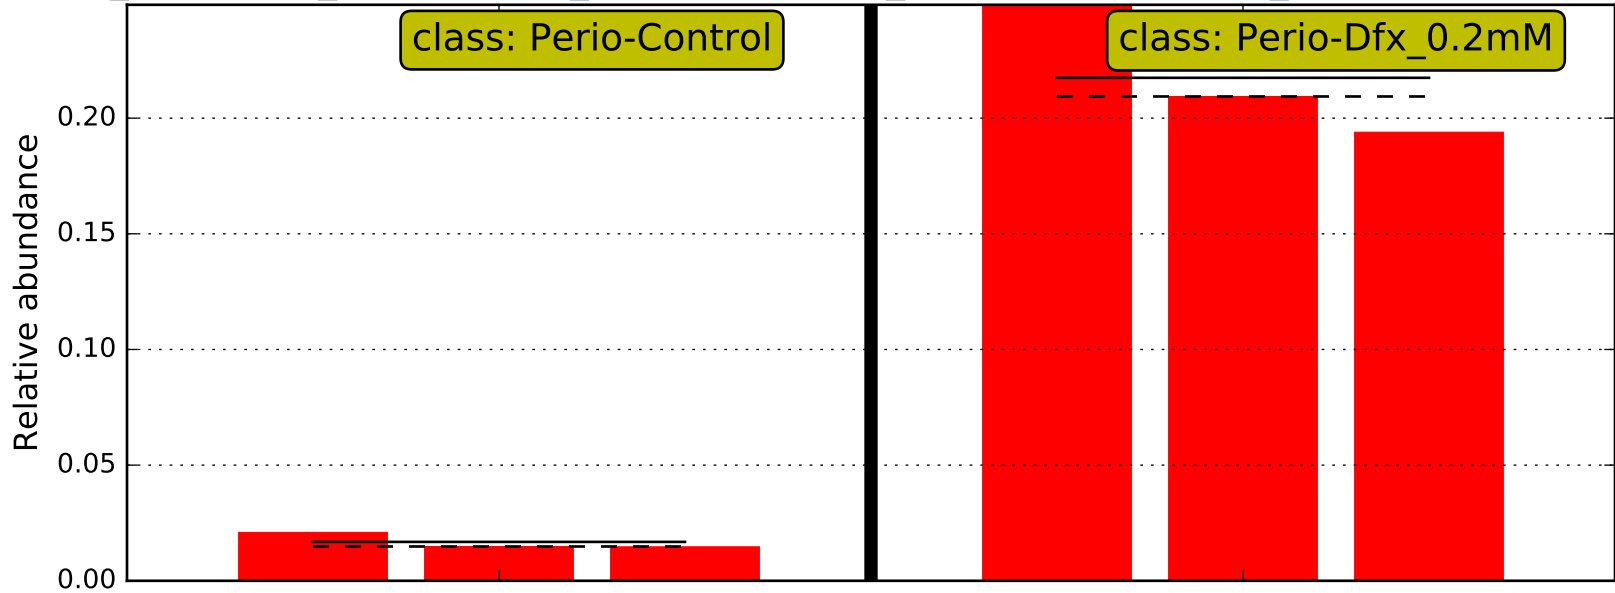 class: Perio-Control
class: Perio-Dfx_0.2mM
Relative abundance
0.20
0.15
0.10
0.05
0.00